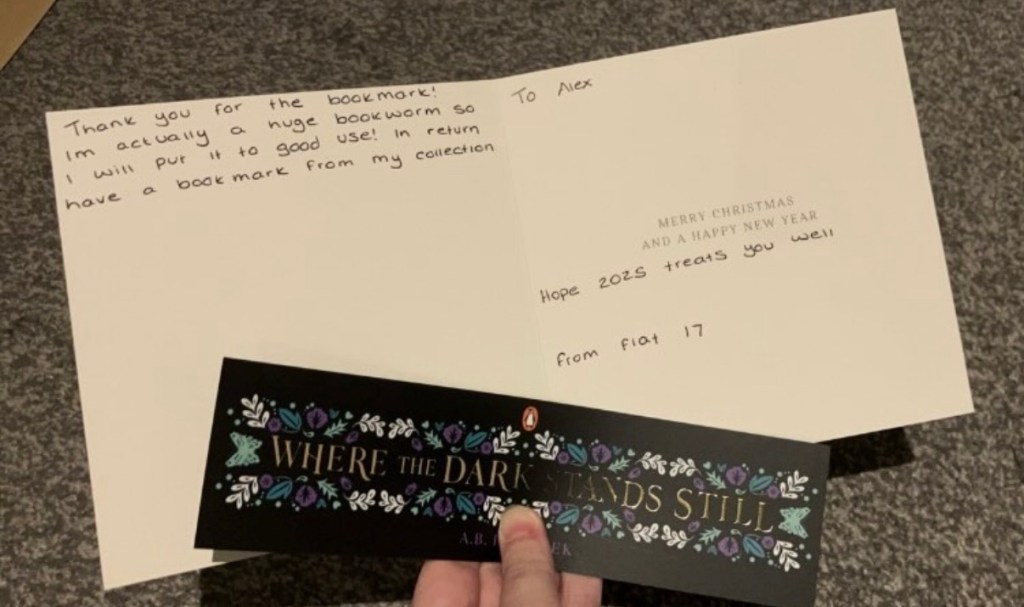 Thank you for the bookmark!
Im actually a huge bookworm so
I will put it to good use! In return
have a bookmark from my collection
To Alex
MERRY CHRISTMAS
AND A HAPPY NEW YEAR
Hope 2025 treats you well
from flat 17
WHERE THE DARK STANDS STILL
A.B.